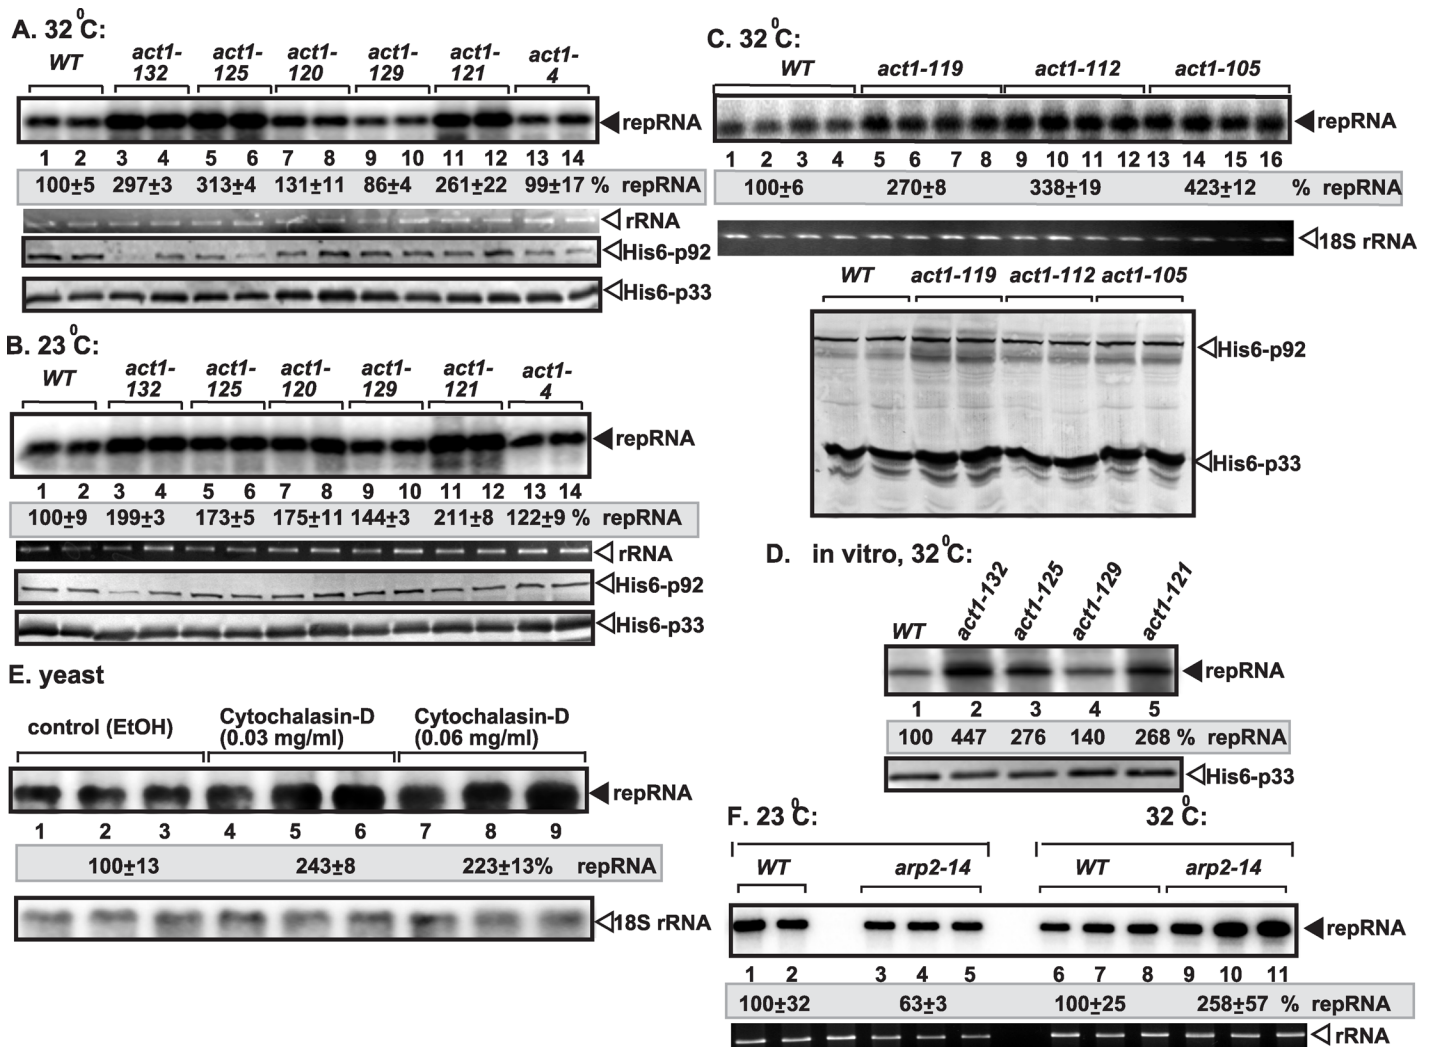 A. 32 0C:
WT act1-132 act1-125 act1-120 act1-129 act1-121 act1-4
repRNA
1 2 3 4 5 6 7 8 9 10 11 12 13 14
100±5 297±3 313±4 131±11 86±4 261±22 99±17 % repRNA
rRNA
His6-p92
His6-p33
B. 23 0C:
WT act1-132 act1-125 act1-120 act1-129 act1-121 act1-4
repRNA
1 2 3 4 5 6 7 8 9 10 11 12 13 14
100±9 199±3 173±5 175±11 144±3 211±8 122±9 % repRNA
rRNA
His6-p92
His6-p33
C. 32 0C:
WT act1-119 act1-112 act1-105
repRNA
1 2 3 4 5 6 7 8 9 10 11 12 13 14 15 16
100±6 270±8 338±19 423±12 % repRNA
18S rRNA
WT act1-119 act1-112 act1-105
His6-p92
His6-p33
D. in vitro, 32 0C:
WT act1-132 act1-125 act1-129 act1-121
repRNA
1 2 3 4 5
100 447 276 140 268 % repRNA
His6-p33
E. yeast
control (EtOH) Cytochalasin-D (0.03 mg/ml) Cytochalasin-D (0.06 mg/ml)
repRNA
1 2 3 4 5 6 7 8 9
100±13 243±8 223±13% repRNA
18S rRNA
F. 23 0C: 32 0C:
WT arp2-14 WT arp2-14
repRNA
1 2 3 4 5 6 7 8 9 10 11
100±32 63±3 100±25 258±57 % repRNA
rRNA